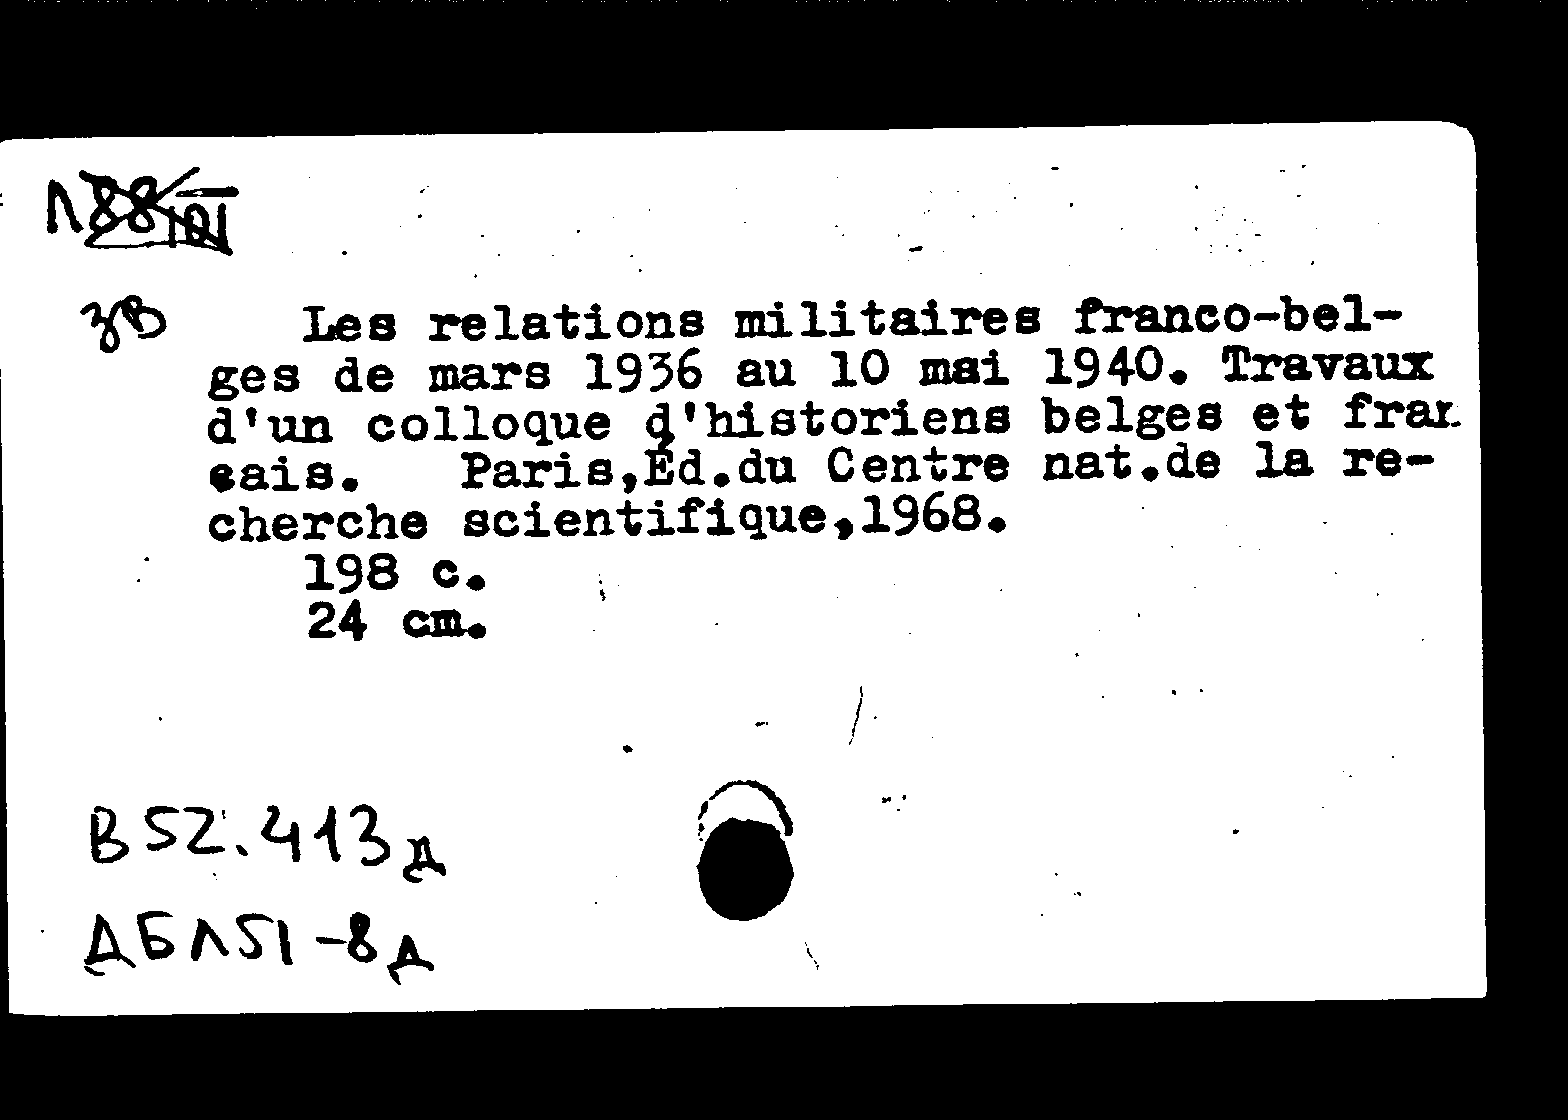 зВ
Les relations militaires franco-bel-
ges de mars 1936 au 10 mai 1940. Travaux
d'un colloque d'historiens belges et fran
çais. Paris,Éd.du Centre nat.de la re-
cherche scientifique,1968.
198 c.
24 cm.
В 52.413д
ДБЛ51-8д